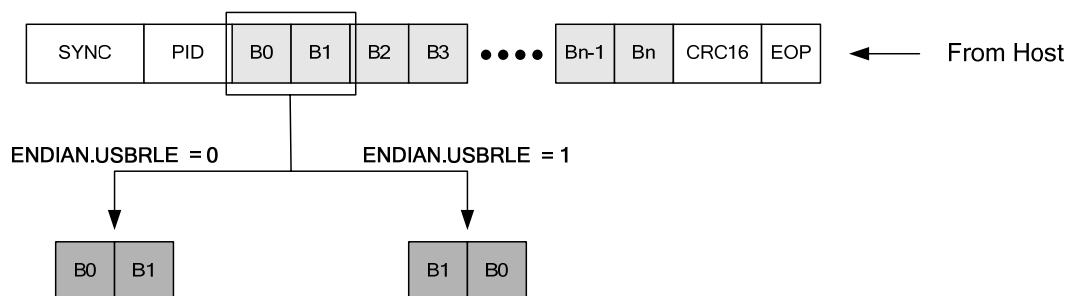 SYNC PID B0 B1 B2 B3 •••• Bn-1 Bn CRC16 EOP From Host
ENDIAN.USBRLE = 0 ENDIAN.USBRLE = 1
B0 B1 B1 B0